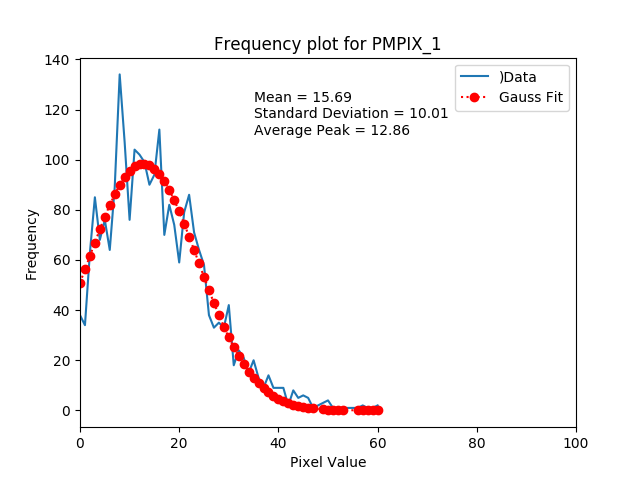 Frequency plot for PMPIX_1
140
120
100
80
60
40
20
0
Frequency
Mean = 15.69
Standard Deviation = 10.01
Average Peak = 12.86
)Data
Gauss Fit
0 20 40 60 80 100
Pixel Value